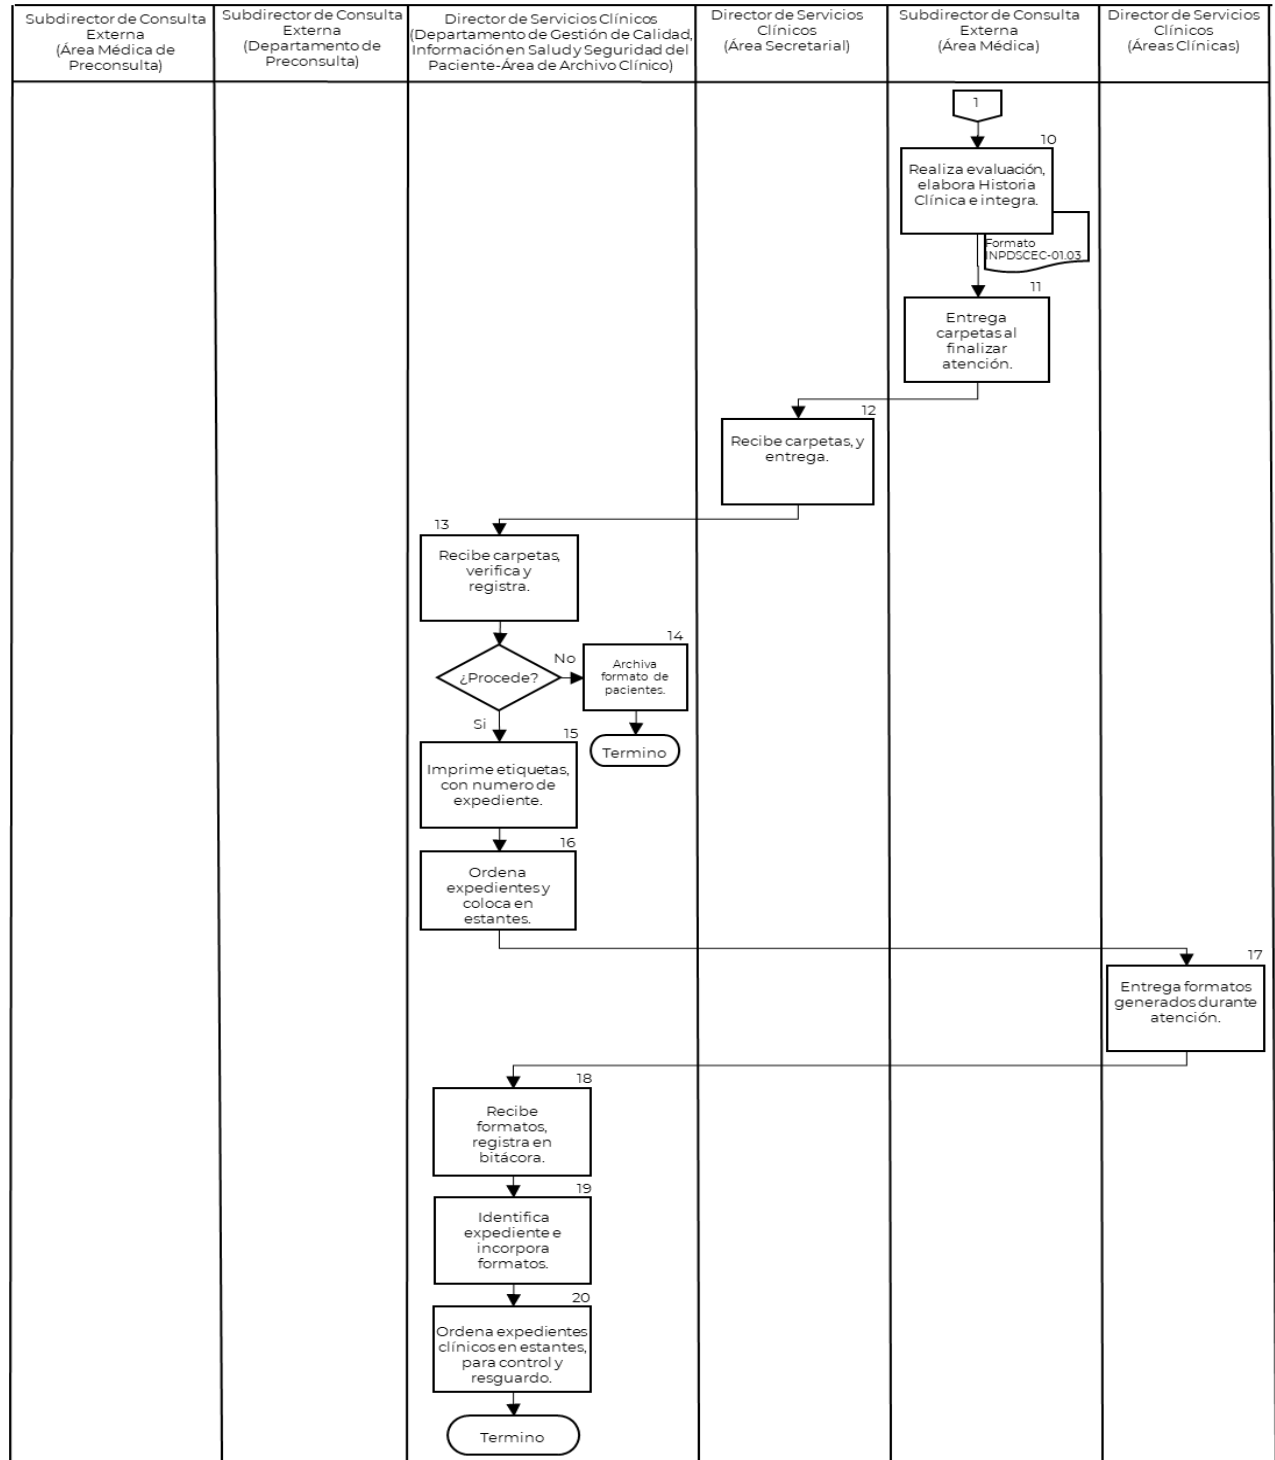 Subdirector de Consulta
Externa
(Área Médica de
Preconsulta)
Subdirector de Consulta
Externa
(Departamento de
Preconsulta)
Director de Servicios Clínicos
(Departamento de Gestión de Calidad,
Información en Salud y Seguridad del
Paciente-Área de Archivo Clínico)
Director de Servicios
Clínicos
(Área Secretarial)
Subdirector de Consulta
Externa
(Área Médica)
Director de Servicios
Clínicos
(Áreas Clínicas)
1
10
Realiza evaluación,
elabora Historia
Clínica e integra.
Formato
INPDSCEC-01.03
11
Entrega
carpetas al
finalizar
atención.
12
Recibe carpetas, y
entrega.
13
Recibe carpetas,
verifica y
registra.
¿Procede?
No
14
Archiva
formato de
pacientes.
Termino
Si
15
Imprime etiquetas,
con numero de
expediente.
16
Ordena
expedientes y
coloca en
estantes.
17
Entrega formatos
generados durante
atención.
18
Recibe
formatos,
registra en
bitácora.
19
Identifica
expediente e
incorpora
formatos.
20
Ordena expedientes
clínicos en estantes,
para control y
resguardo.
Termino